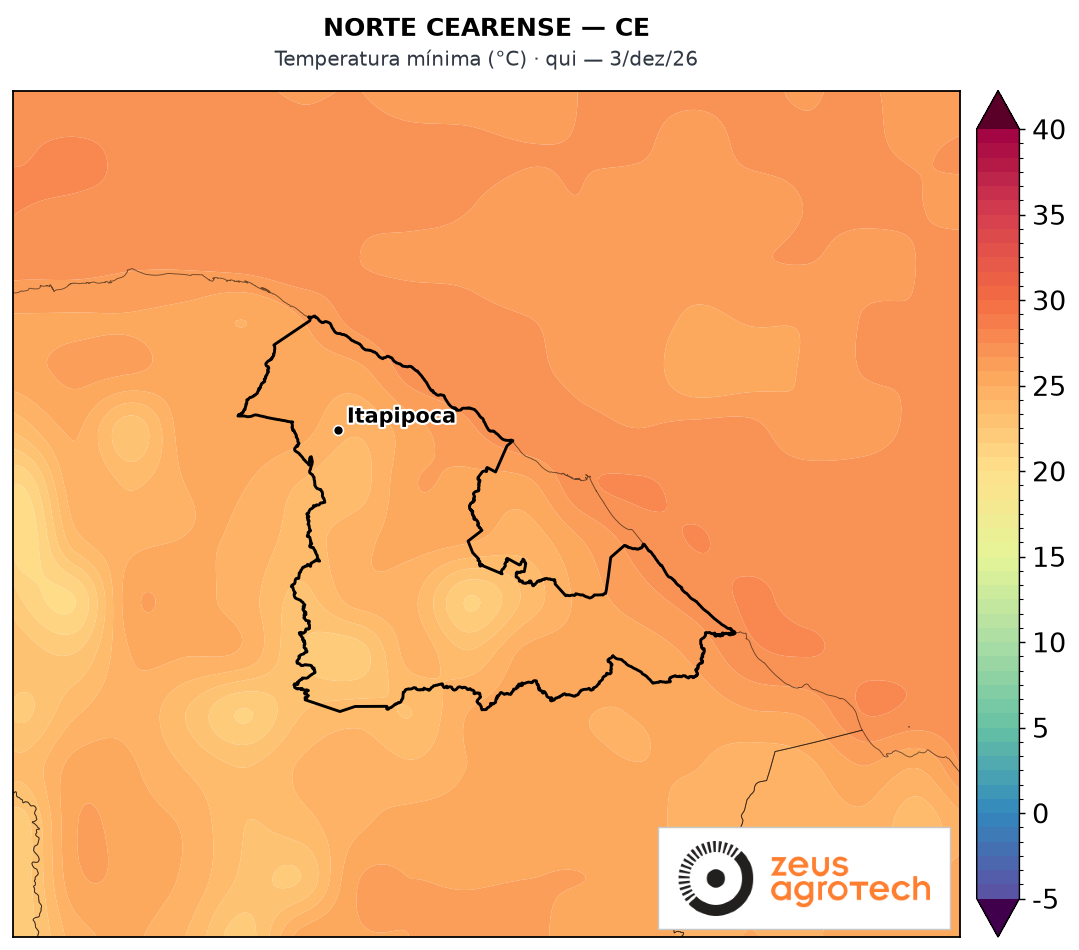 NORTE CEARENSE — CE
Temperatura mínima (°C) · qui — 3/dez/26
Itapipoca
40
35
30
25
20
15
10
5
0
-5
zeus
agrotech